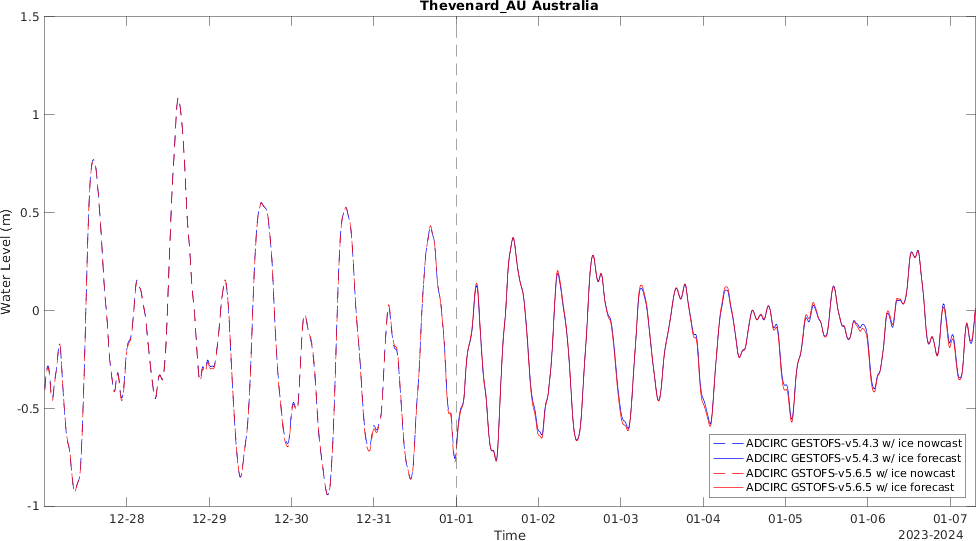 Thevenard_AU Australia
1.5
1
0.5
0
-0.5
-1
Water Level (m)
12-28 12-29 12-30 12-31 01-01 01-02 01-03 01-04 01-05 01-06 01-07
2023-2024
Time
ADCIRC GESTOFS-v5.4.3 w/ ice nowcast
ADCIRC GESTOFS-v5.4.3 w/ ice forecast
ADCIRC GSTOFS-v5.6.5 w/ ice nowcast
ADCIRC GSTOFS-v5.6.5 w/ ice forecast